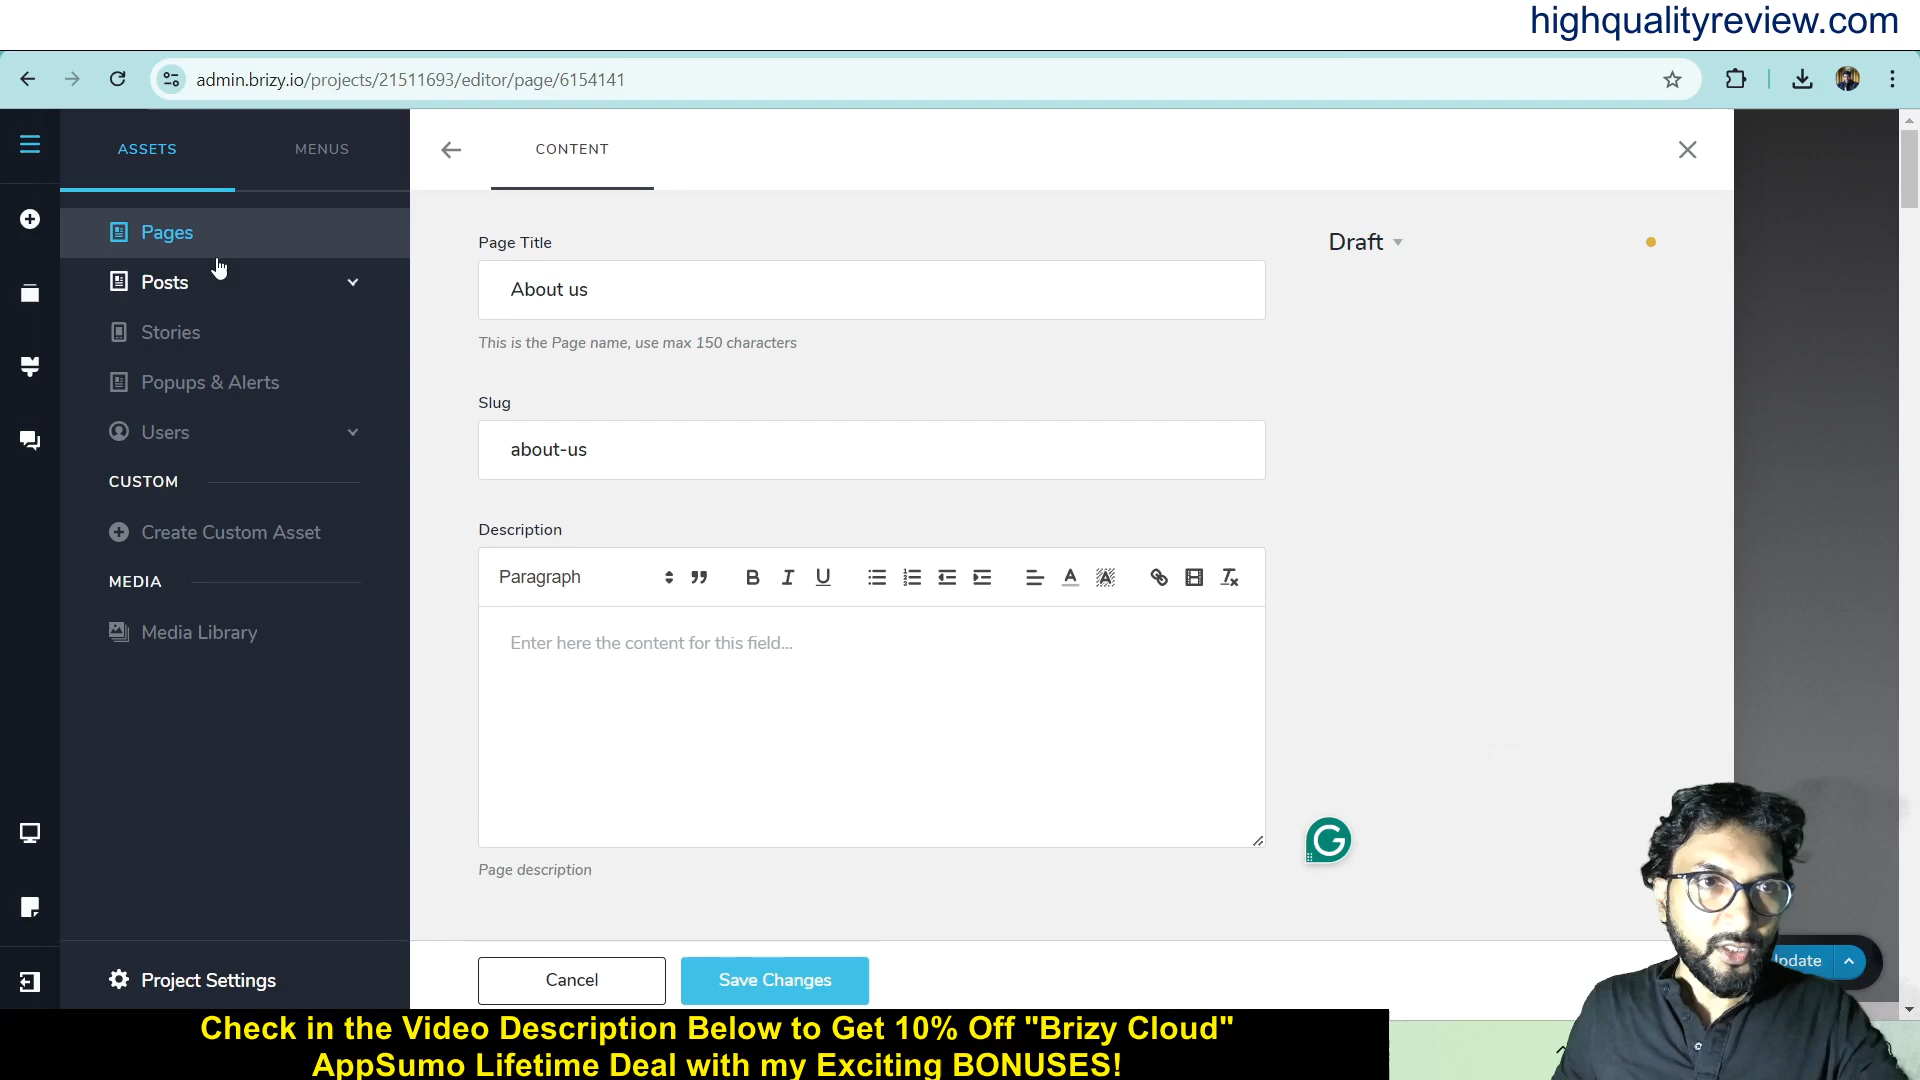 highqualityreview.com
admin.brizy.io/projects/21511693/editor/page/6154141
ASSETS
MENUS
CONTENT
Pages
Posts
Stories
Popups & Alerts
Users
CUSTOM
Create Custom Asset
MEDIA
Media Library
Project Settings
Page Title
Draft
About us
This is the Page name, use max 150 characters
Slug
about-us
Description
Paragraph
Enter here the content for this field...
Page description
Cancel
Save Changes
pdate
Check in the Video Description Below to Get 10% Off "Brizy Cloud"
AppSumo Lifetime Deal with my Exciting BONUSES!